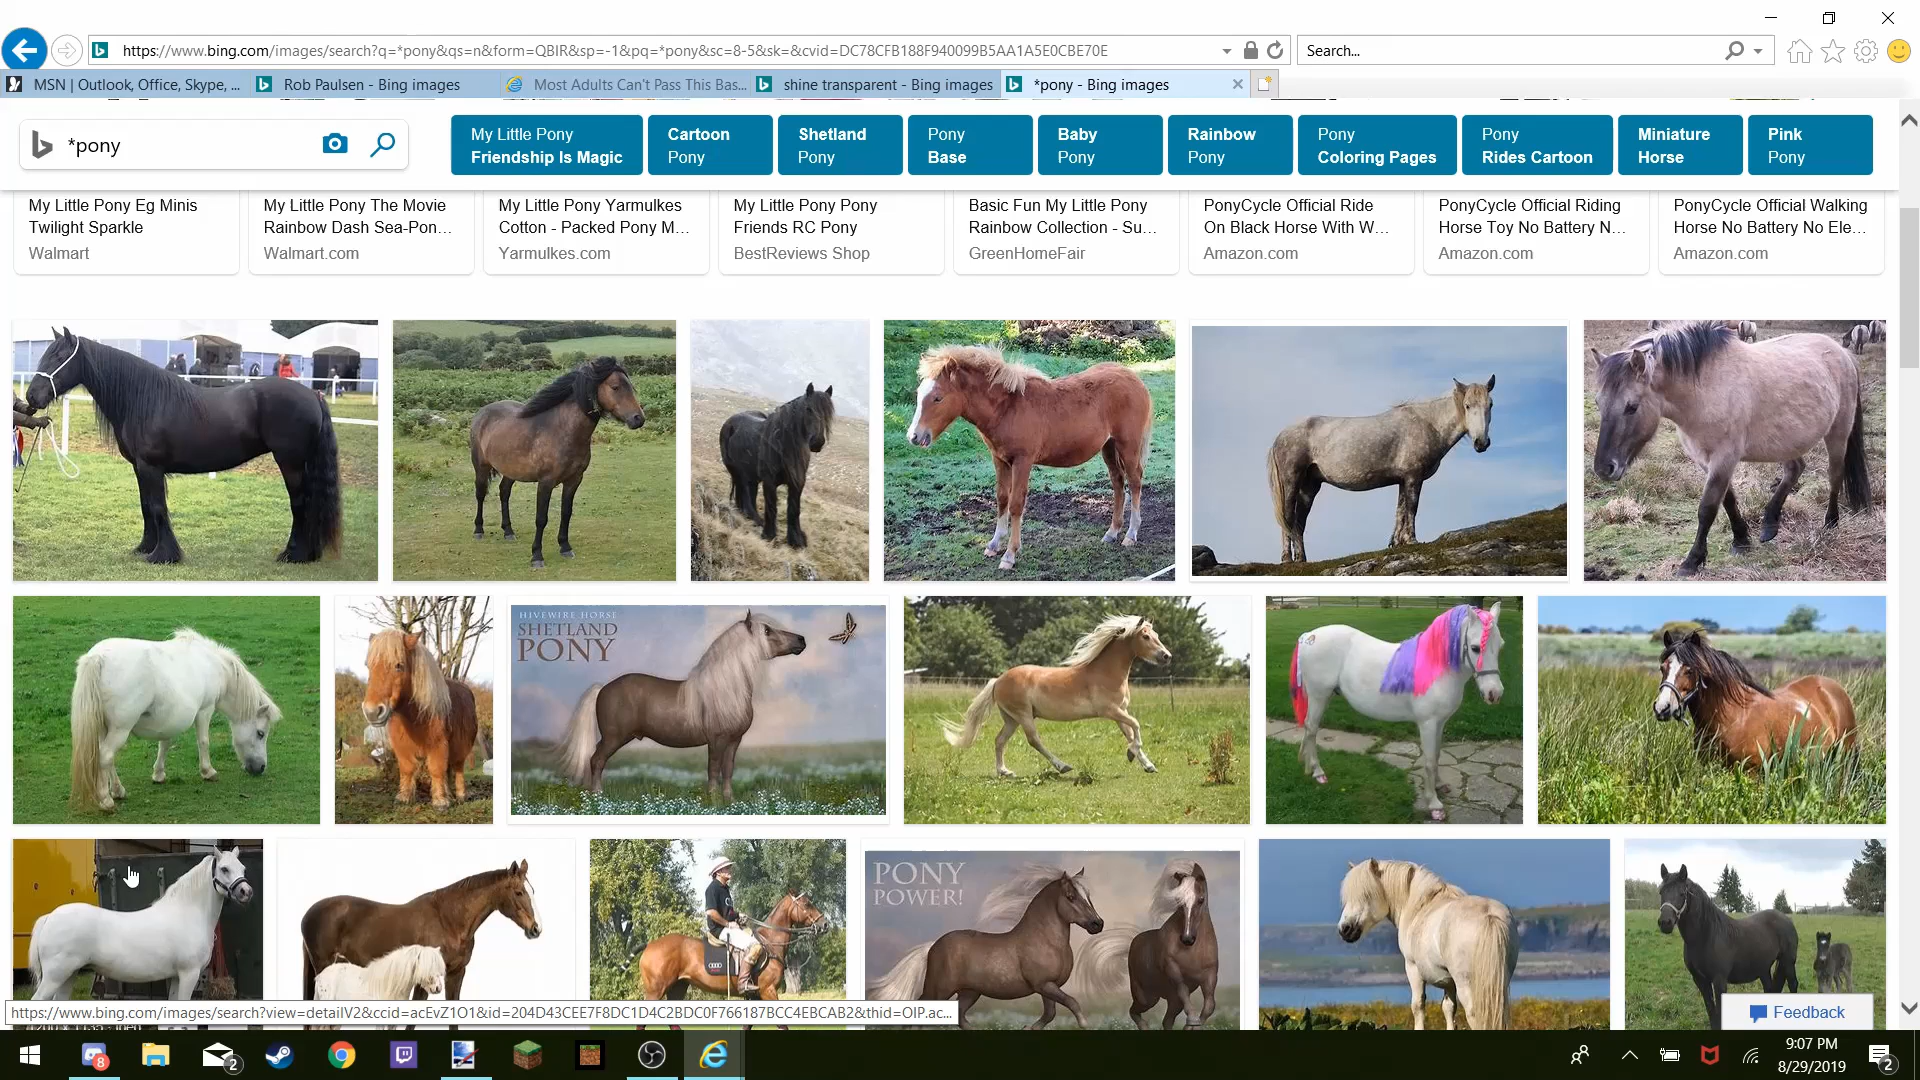 https://www.bing.com/images/search?q=*pony&qs=n&form=QBIR&sp=-1&pq=*pony&sc=8-5&sk=&cvid=DC78CFB188F940099B5AA1A5E0CBE70E
Search...
MSN | Outlook, Office, Skype, ...
Rob Paulsen - Bing images
Most Adults Can't Pass This Bas...
shine transparent - Bing images
*pony - Bing images
*pony
My Little Pony
Friendship Is Magic
Cartoon
Pony
Shetland
Pony
Pony
Base
Baby
Pony
Rainbow
Pony
Pony
Coloring Pages
Pony
Rides Cartoon
Miniature
Horse
Pink
Pony
My Little Pony Eg Minis
Twilight Sparkle
Walmart
My Little Pony The Movie
Rainbow Dash Sea-Pon...
Walmart.com
My Little Pony Yarmulkes
Cotton - Packed Pony M...
Yarmulkes.com
My Little Pony Pony
Friends RC Pony
BestReviews Shop
Basic Fun My Little Pony
Rainbow Collection - Su...
GreenHomeFair
PonyCycle Official Ride
On Black Horse With W...
Amazon.com
PonyCycle Official Riding
Horse Toy No Battery N...
Amazon.com
PonyCycle Official Walking
Horse No Battery No Ele...
Amazon.com
HIVEWIRE HORSE
SHETLAND
PONY
PONY
POWER!
https://www.bing.com/images/search?view=detailV2&ccid=acEvZ1O1&id=204D43CEE7F8DC1D4C2BDC0F766187BCC4EBCAB2&thid=OIP.ac...
Feedback
8
2
9:07 PM
8/29/2019
2